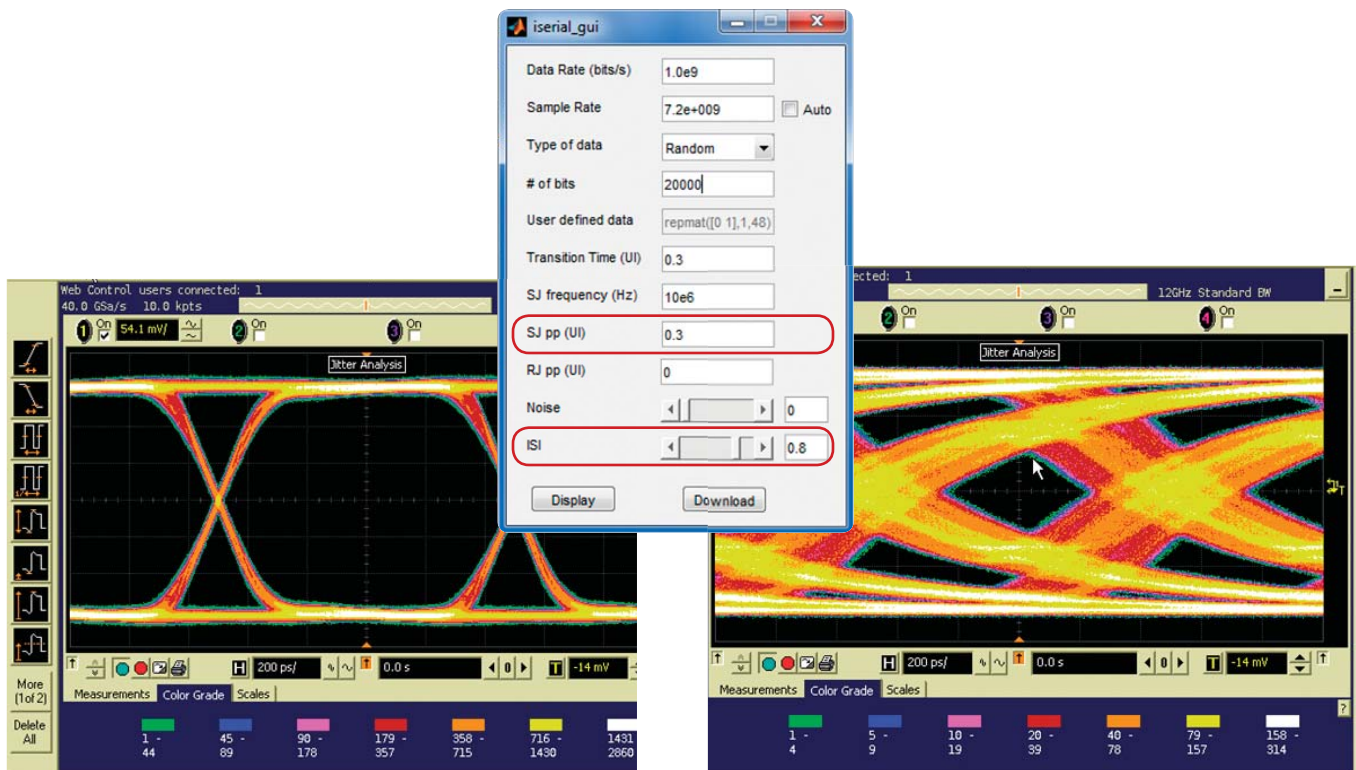 iserial_gui
Data Rate (bits/s) 1.0e9
Sample Rate 7.2e+009 Auto
Type of data Random
# of bits 20000
User defined data repmat([0 1],1,48)
Transition Time (UI) 0.3
SJ frequency (Hz) 10e6
SJ pp (UI) 0.3
RJ pp (UI) 0
Noise 0
ISI 0.8
Display Download
Web Control users connected: 1
40.0 GSa/s 10.0 kpts
1 On 54.1 mV/ 2 On 3 On
Jitter Analysis
More
(1of 2)
Delete
All
H 200 ps/ 0.0 s 0 T -14 mV
Measurements Color Grade Scales
1 - 45 - 90 - 179 - 358 - 716 - 1431
44 89 178 357 715 1430 2860
ected: 1
12GHz Standard BW
2 On 3 On 4 On
Jitter Analysis
T
H 200 ps/ 0.0 s 0 T -14 mV
Measurements Color Grade Scales
?
1 - 5 - 10 - 20 - 40 - 79 - 158 -
4 9 19 39 78 157 314